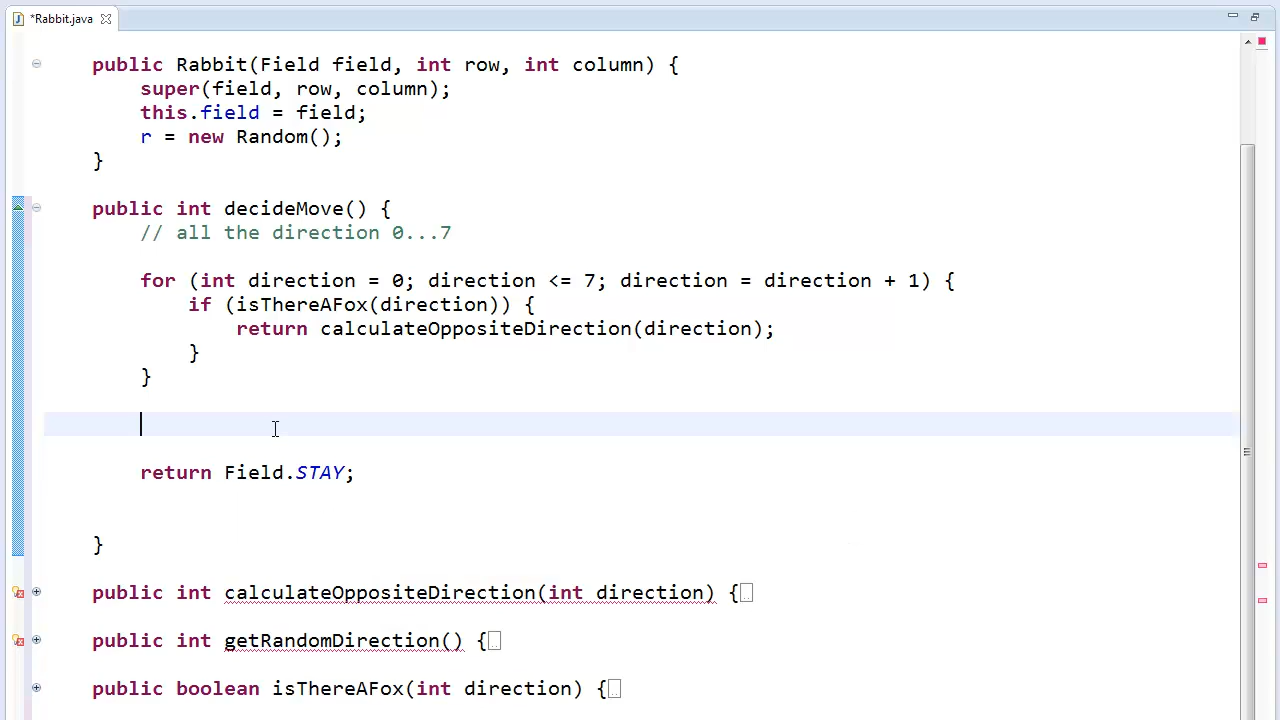 *Rabbit.java
public Rabbit(Field field, int row, int column) {
super(field, row, column);
this.field = field;
r = new Random();
}
public int decideMove() {
// all the direction 0...7
for (int direction = 0; direction <= 7; direction = direction + 1) {
if (isThereAFox(direction)) {
return calculateOppositeDirection(direction);
}
}
return Field.STAY;
}
public int calculateOppositeDirection(int direction) {
public int getRandomDirection() {
public boolean isThereAFox(int direction) {